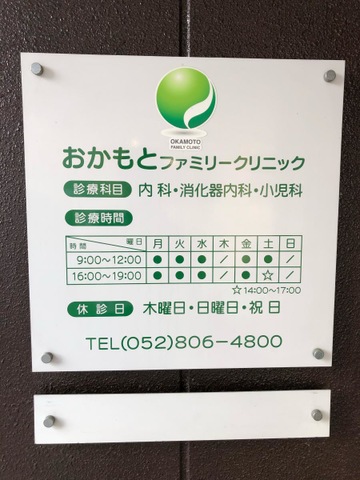 OKAMOTO
FAMILY CLINIC
おかもとファミリークリニック
診療科目 内科・消化器内科・小児科
診療時間
時間 曜日 月 火 水 木 金 土 日
9:00~12:00 ● ● ● / ● ● /
16:00~19:00 ● ● ● / ● ☆ /
☆14:00~17:00
休診日 木曜日・日曜日・祝日
TEL(052)806-4800